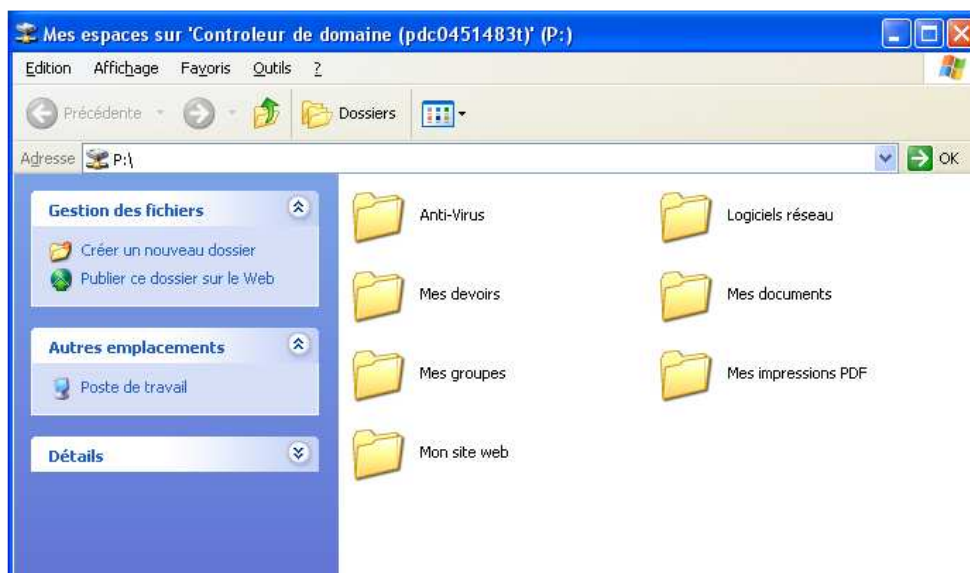 Mes espaces sur 'Controleur de domaine (pdc0451483t)' (P:)
Edition Affichage Favoris Outils ?
Précédente Dossiers
Adresse P:\ OK
Gestion des fichiers
Créer un nouveau dossier
Publier ce dossier sur le Web
Autres emplacements
Poste de travail
Détails
Anti-Virus Logiciels réseau
Mes devoirs Mes documents
Mes groupes Mes impressions PDF
Mon site web